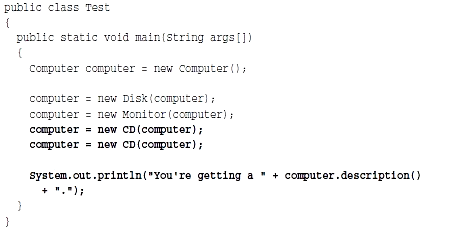 public class Test
{
public static void main(String args[])
{
Computer computer = new Computer();
computer = new Disk(computer);
computer = new Monitor(computer);
computer = new CD(computer);
computer = new CD(computer);
System.out.println("You're getting a " + computer.description()
+ ".");
}
}